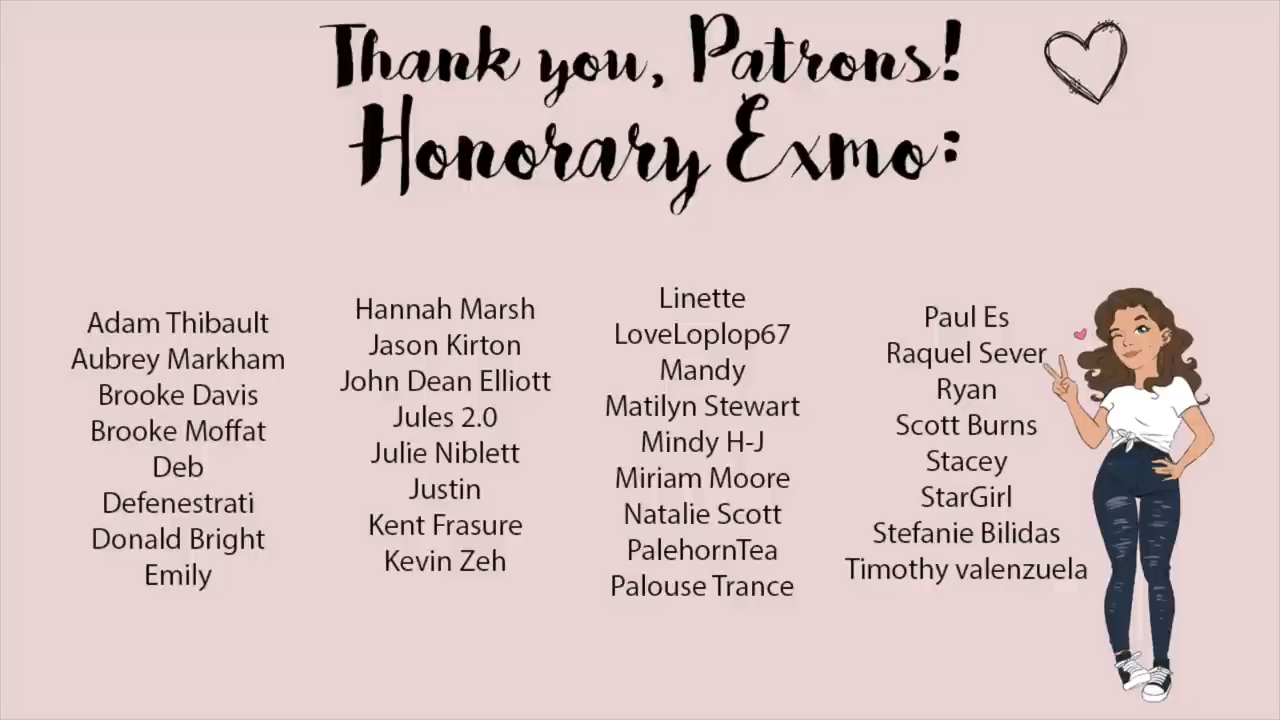 Thank you, Patrons!
Honorary Exmo:
Adam Thibault
Aubrey Markham
Brooke Davis
Brooke Moffat
Deb
Defenestrati
Donald Bright
Emily
Hannah Marsh
Jason Kirton
John Dean Elliott
Jules 2.0
Julie Niblett
Justin
Kent Frasure
Kevin Zeh
Linette
LoveLoplop67
Mandy
Matilyn Stewart
Mindy H-J
Miriam Moore
Natalie Scott
PalehornTea
Palouse Trance
Paul Es
Raquel Sever
Ryan
Scott Burns
Stacey
StarGirl
Stefanie Bilidas
Timothy valenzuela